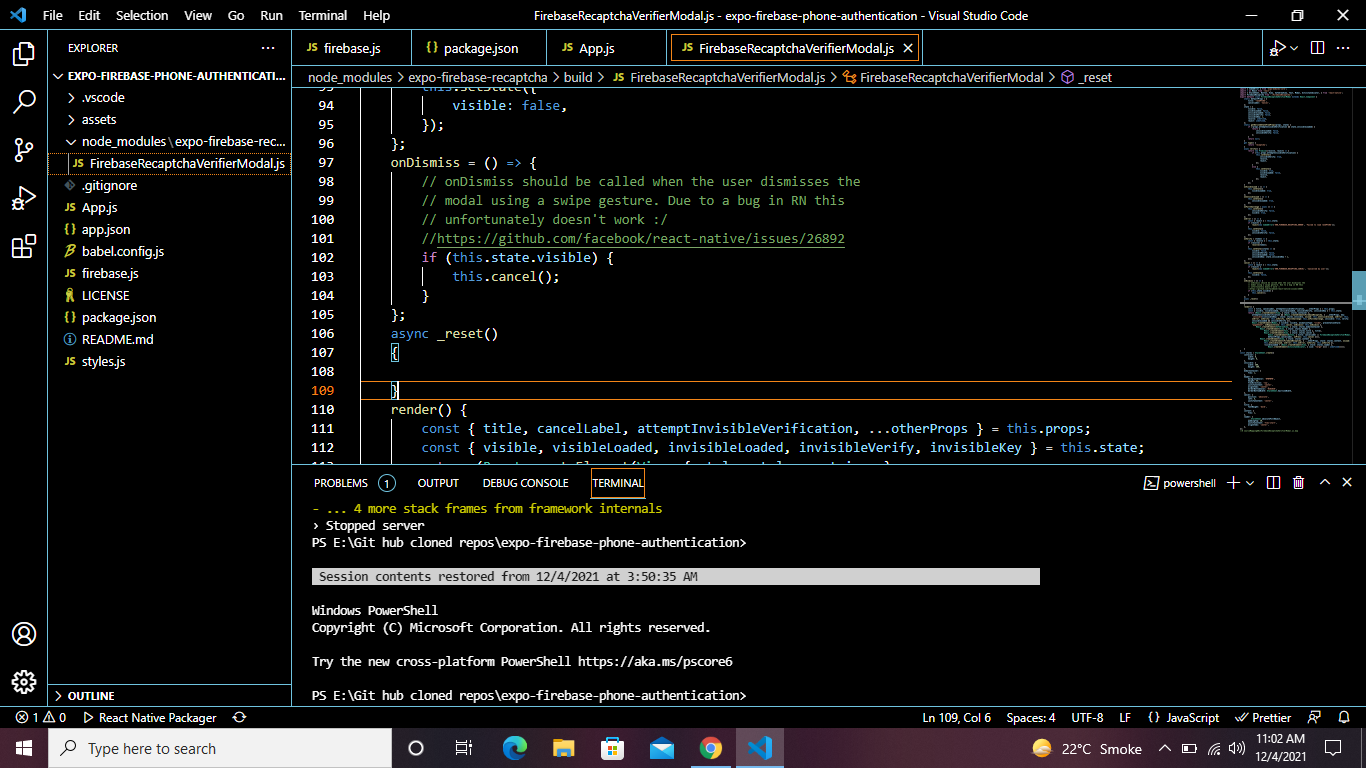 File Edit Selection View Go Run Terminal Help FirebaseRecaptchaVerifierModal.js - expo-firebase-phone-authentication - Visual Studio Code
EXPLORER
EXPO-FIREBASE-PHONE-AUTHENTICATI...
.vscode
assets
node_modules \ expo-firebase-rec...
JS FirebaseRecaptchaVerifierModal.js
.gitignore
JS App.js
{} app.json
babel.config.js
JS firebase.js
LICENSE
{} package.json
README.md
JS styles.js
OUTLINE
JS firebase.js {} package.json JS App.js JS FirebaseRecaptchaVerifierModal.js
node_modules > expo-firebase-recaptcha > build > JS FirebaseRecaptchaVerifierModal.js > FirebaseRecaptchaVerifierModal > _reset
93 this.setState({
94 visible: false,
95 });
96 };
97 onDismiss = () => {
98 // onDismiss should be called when the user dismisses the
99 // modal using a swipe gesture. Due to a bug in RN this
100 // unfortunately doesn't work :/
101 //https://github.com/facebook/react-native/issues/26892
102 if (this.state.visible) {
103 this.cancel();
104 }
105 };
106 async _reset()
107 {
108
109 }
110 render() {
111 const { title, cancelLabel, attemptInvisibleVerification, ...otherProps } = this.props;
112 const { visible, visibleLoaded, invisibleLoaded, invisibleVerify, invisibleKey } = this.state;
PROBLEMS 1 OUTPUT DEBUG CONSOLE TERMINAL powershell
- ... 4 more stack frames from framework internals
› Stopped server
PS E:\Git hub cloned repos\expo-firebase-phone-authentication>
Session contents restored from 12/4/2021 at 3:50:35 AM
Windows PowerShell
Copyright (C) Microsoft Corporation. All rights reserved.
Try the new cross-platform PowerShell https://aka.ms/pscore6
PS E:\Git hub cloned repos\expo-firebase-phone-authentication>
1 0 React Native Packager Ln 109, Col 6 Spaces: 4 UTF-8 LF {} JavaScript Prettier
Type here to search 22°C Smoke 11:02 AM
12/4/2021